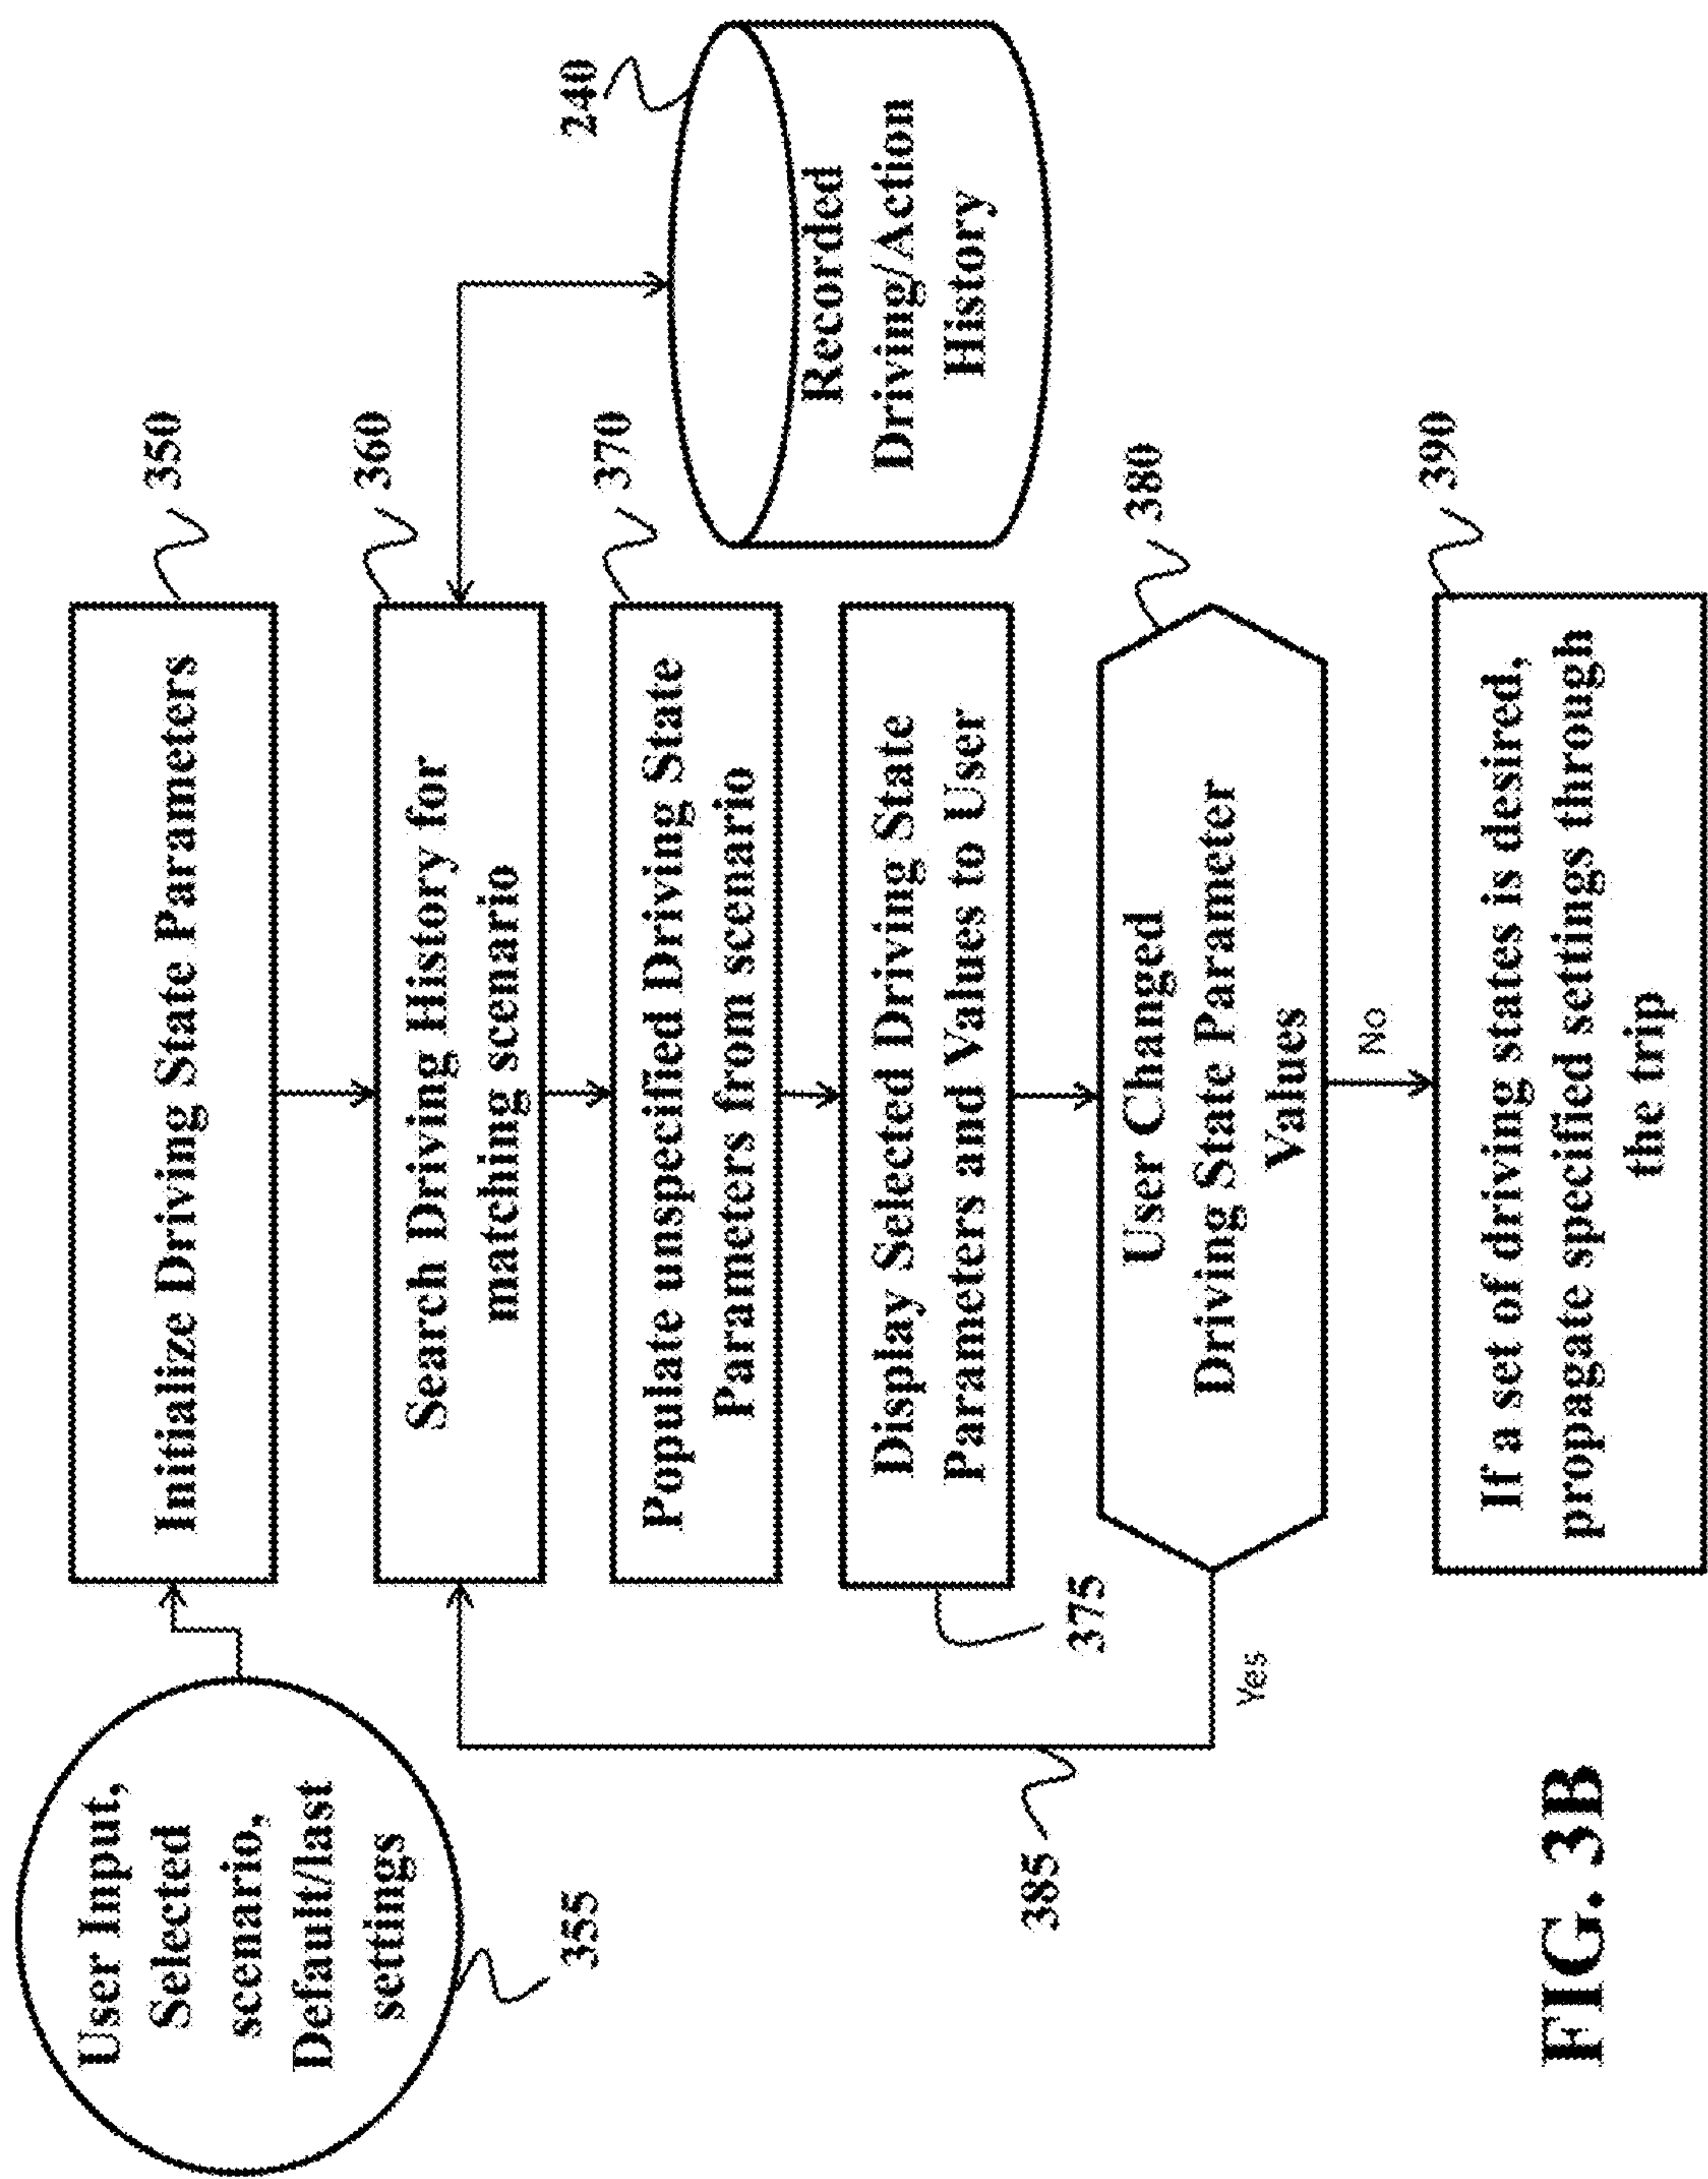 User Input,
Selected
scenario,
Default/last
settings
355
Initialize Driving State Parameters
350
Search Driving History for
matching scenario
360
240
Recorded
Driving/Action
History
Populate unspecified Driving State
Parameters from scenario
370
Display Selected Driving State
Parameters and Values to User
375
User Changed
Driving State Parameter
Values
380
Yes
385
No
If a set of driving states is desired,
propagate specified settings through
the trip
390
FIG. 3B